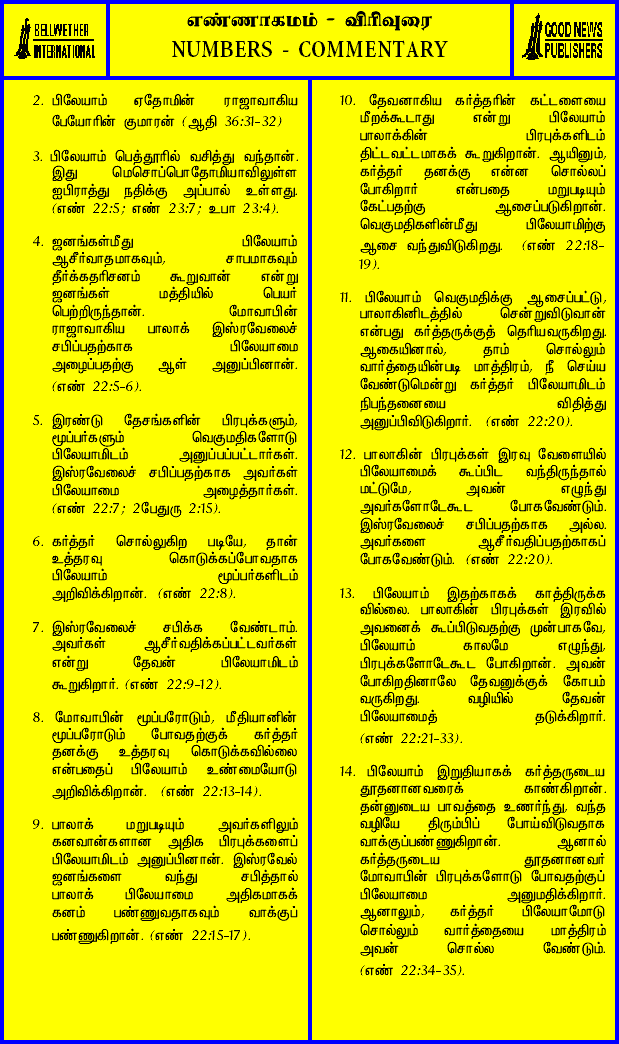 BELLWETHER
INTERNATIONAL
எண்ணாகமம் - விரிவுரை
NUMBERS - COMMENTARY
GOOD NEWS
PUBLISHERS
2. பிலேயாம் ஏதோமின் ராஜாவாகிய
பேயோரின் குமாரன் (ஆதி 36:31-32)
3. பிலேயாம் பெத்தூரில் வசித்து வந்தான்.
இது மெசொப்பொதோமியாவிலுள்ள
ஐபிராத்து நதிக்கு அப்பால் உள்ளது.
(எண் 22:5; எண் 23:7; உபா 23:4).
4. ஜனங்கள்மீது பிலேயாம்
ஆசீர்வாதமாகவும், சாபமாகவும்
தீர்க்கதரிசனம் கூறுவான் என்று
ஜனங்கள் மத்தியில் பெயர்
பெற்றிருந்தான். மோவாபின்
ராஜாவாகிய பாலாக் இஸ்ரவேலைச்
சபிப்பதற்காக பிலேயாமை
அழைப்பதற்கு ஆள் அனுப்பினான்.
(எண் 22:5-6).
5. இரண்டு தேசங்களின் பிரபுக்களும்,
மூப்பர்களும் வெகுமதிகளோடு
பிலேயாமிடம் அனுப்பப்பட்டார்கள்.
இஸ்ரவேலைச் சபிப்பதற்காக அவர்கள்
பிலேயாமை அழைத்தார்கள்.
(எண் 22:7; 2பேதுரு 2:15).
6. கர்த்தர் சொல்லுகிற படியே, தான்
உத்தரவு கொடுக்கப்போவதாக
பிலேயாம் மூப்பர்களிடம்
அறிவிக்கிறான். (எண் 22:8).
7. இஸ்ரவேலைச் சபிக்க வேண்டாம்.
அவர்கள் ஆசீர்வதிக்கப்பட்டவர்கள்
என்று தேவன் பிலேயாமிடம்
கூறுகிறார். (எண் 22:9-12).
8. மோவாபின் மூப்பரோடும், மீதியானின்
மூப்பரோடும் போவதற்குக் கர்த்தர்
தனக்கு உத்தரவு கொடுக்கவில்லை
என்பதைப் பிலேயாம் உண்மையோடு
அறிவிக்கிறான். (எண் 22:13-14).
9. பாலாக் மறுபடியும் அவர்களிலும்
கனவான்களான அதிக பிரபுக்களைப்
பிலேயாமிடம் அனுப்பினான். இஸ்ரவேல்
ஜனங்களை வந்து சபித்தால்
பாலாக் பிலேயாமை அதிகமாகக்
கனம் பண்ணுவதாகவும் வாக்குப்
பண்ணுகிறான். (எண் 22:15-17).
10. தேவனாகிய கர்த்தரின் கட்டளையை
மீறக்கூடாது என்று பிலேயாம்
பாலாக்கின் பிரபுக்களிடம்
திட்டவட்டமாகக் கூறுகிறான். ஆயினும்,
கர்த்தர் தனக்கு என்ன சொல்லப்
போகிறார் என்பதை மறுபடியும்
கேட்பதற்கு ஆசைப்படுகிறான்.
வெகுமதிகளின்மீது பிலேயாமிற்கு
ஆசை வந்துவிடுகிறது. (எண் 22:18-
19).
11. பிலேயாம் வெகுமதிக்கு ஆசைப்பட்டு,
பாலாகினிடத்தில் சென்றுவிடுவான்
என்பது கர்த்தருக்குத் தெரியவருகிறது.
ஆகையினால், தாம் சொல்லும்
வார்த்தையின்படி மாத்திரம், நீ செய்ய
வேண்டுமென்று கர்த்தர் பிலேயாமிடம்
நிபந்தனையை விதித்து
அனுப்பிவிடுகிறார். (எண் 22:20).
12. பாலாகின் பிரபுக்கள் இரவு வேளையில்
பிலேயாமைக் கூப்பிட வந்திருந்தால்
மட்டுமே, அவன் எழுந்து
அவர்களோடேகூட போகவேண்டும்.
இஸ்ரவேலைச் சபிப்பதற்காக அல்ல.
அவர்களை ஆசீர்வதிப்பதற்காகப்
போகவேண்டும். (எண் 22:20).
13. பிலேயாம் இதற்காகக் காத்திருக்க
வில்லை. பாலாகின் பிரபுக்கள் இரவில்
அவனைக் கூப்பிடுவதற்கு முன்பாகவே,
பிலேயாம் காலமே எழுந்து,
பிரபுக்களோடேகூட போகிறான். அவன்
போகிறதினாலே தேவனுக்குக் கோபம்
வருகிறது. வழியில் தேவன்
பிலேயாமைத் தடுக்கிறார்.
(எண் 22:21-33).
14. பிலேயாம் இறுதியாகக் கர்த்தருடைய
தூதனானவரைக் காண்கிறான்.
தன்னுடைய பாவத்தை உணர்ந்து, வந்த
வழியே திரும்பிப் போய்விடுவதாக
வாக்குப்பண்ணுகிறான். ஆனால்
கர்த்தருடைய தூதனானவர்
மோவாபின் பிரபுக்களோடு போவதற்குப்
பிலேயாமை அனுமதிக்கிறார்.
ஆனாலும், கர்த்தர் பிலேயாமோடு
சொல்லும் வார்த்தையை மாத்திரம்
அவன் சொல்ல வேண்டும்.
(எண் 22:34-35).